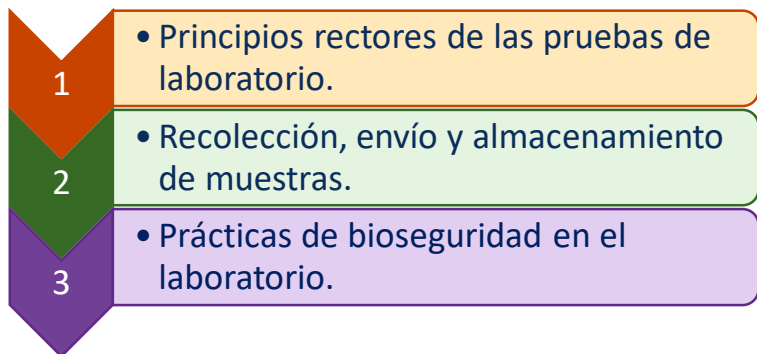 1
• Principios rectores de las pruebas de
laboratorio.
2
• Recolección, envío y almacenamiento
de muestras.
3
• Prácticas de bioseguridad en el
laboratorio.